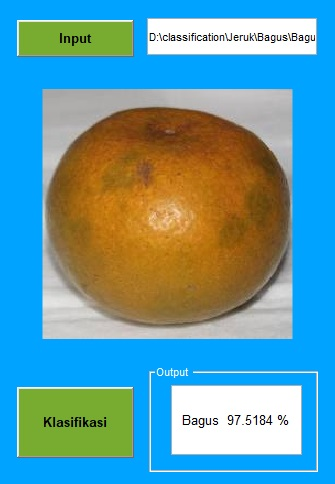 Input
D:\classification\Jeruk\Bagus\Bagu
Output
Klasifikasi
Bagus 97.5184 %